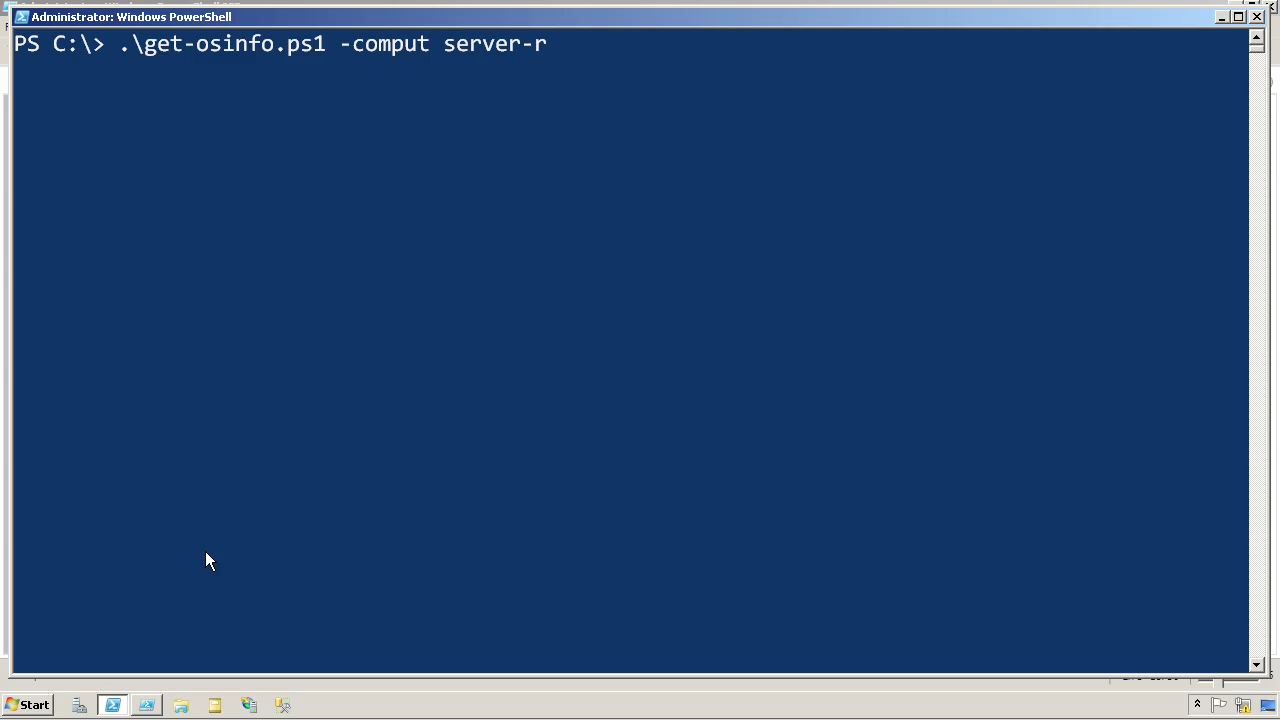 Administrator: Windows PowerShell
PS C:\> .\get-osinfo.ps1 -comput server-r
Start